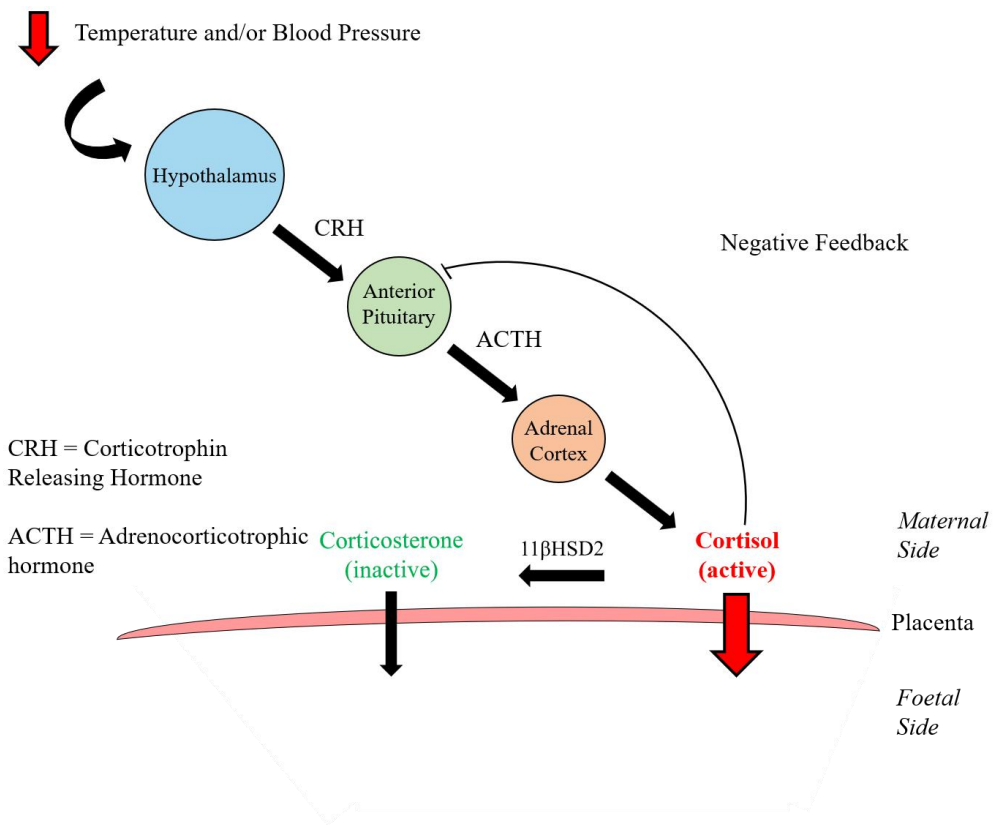 Temperature and/or Blood Pressure
Hypothalamus
CRH
Negative Feedback
Anterior
Pituitary
ACTH
Adrenal
Cortex
CRH = Corticotrophin
Releasing Hormone
ACTH = Adrenocorticotrophic
hormone
Corticosterone
(inactive)
11βHSD2
Cortisol
(active)
Maternal
Side
Placenta
Foetal
Side